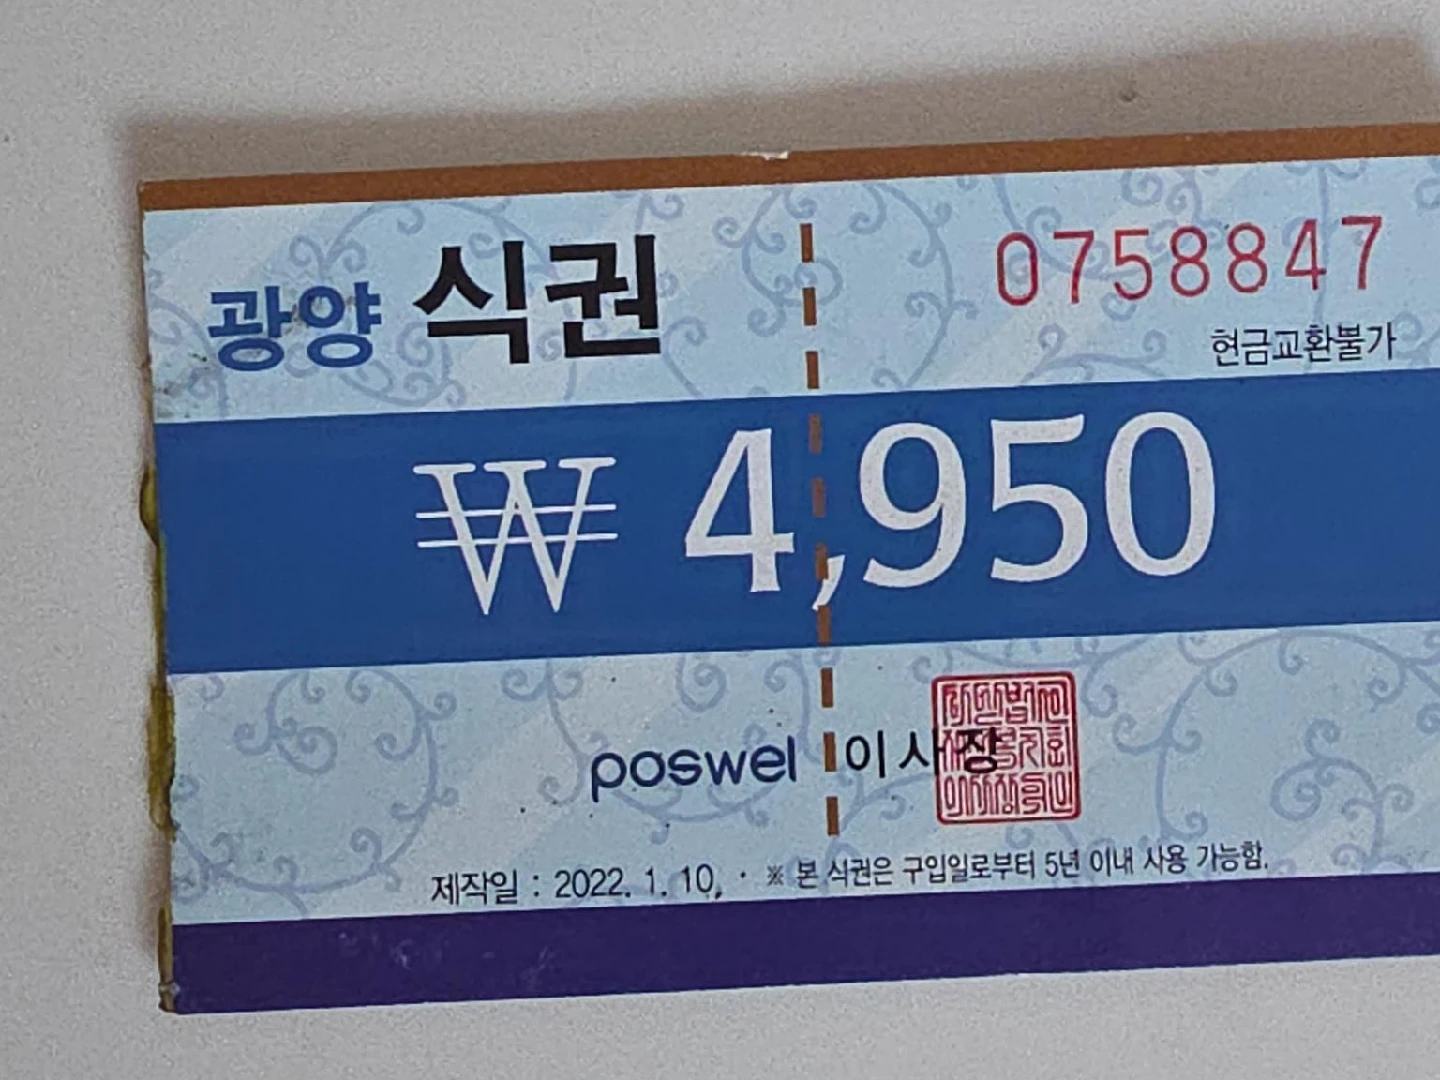 광양 식권
0758847
현금교환불가
₩ 4,950
poswel 이사장
제작일 : 2022. 1. 10, · ※ 본 식권은 구입일로부터 5년 이내 사용 가능함.